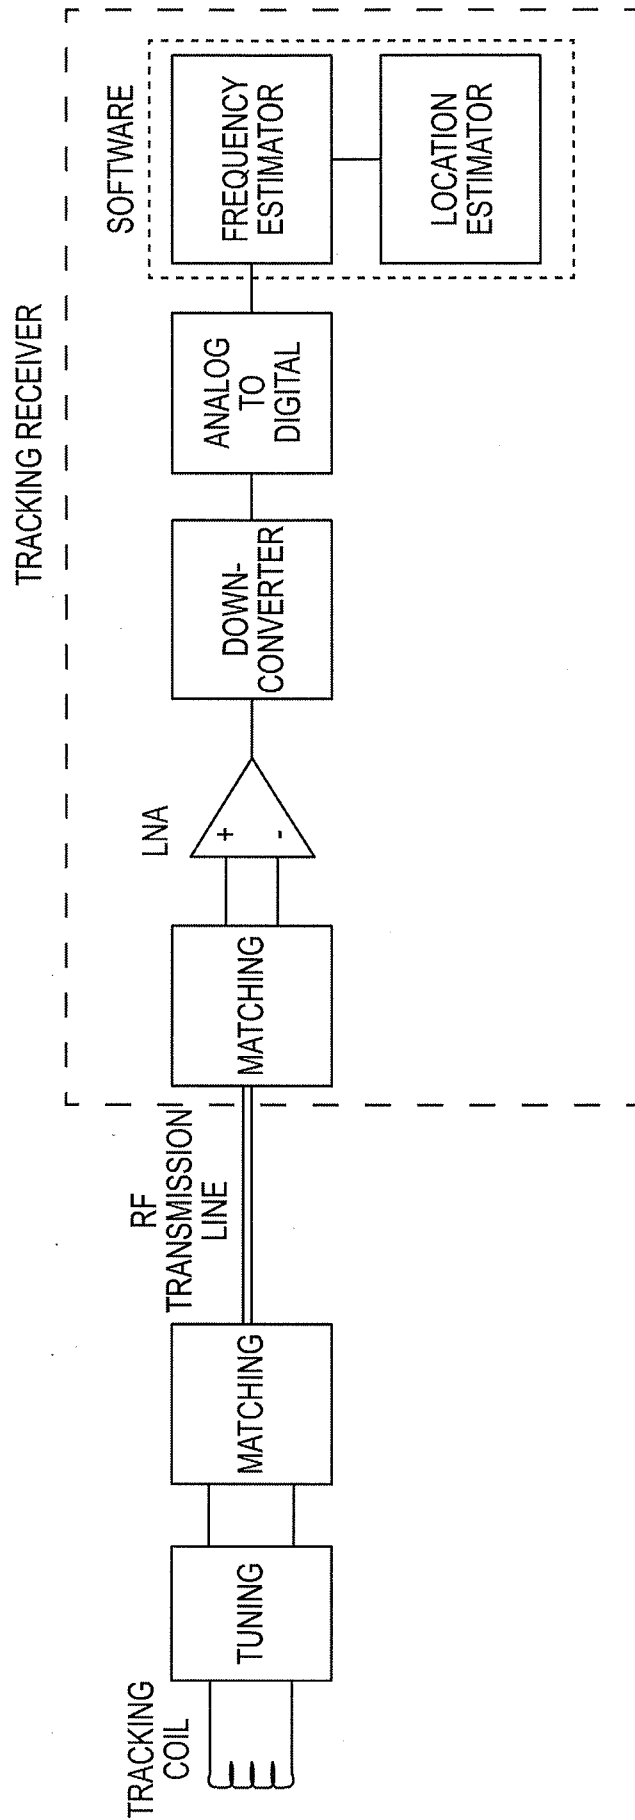 TRACKING RECEIVER
SOFTWARE
TRACKING
COIL
TUNING
MATCHING
RF
TRANSMISSION
LINE
MATCHING
LNA
+
-
DOWN-
CONVERTER
ANALOG
TO
DIGITAL
FREQUENCY
ESTIMATOR
LOCATION
ESTIMATOR